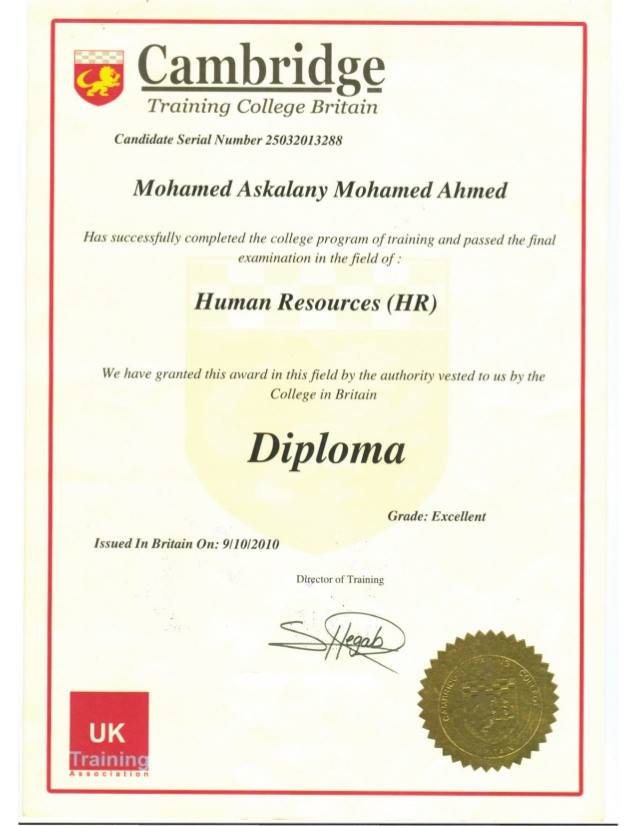 Cambridge
Training College Britain
Candidate Serial Number 25032013288
Mohamed Askalany Mohamed Ahmed
Has successfully completed the college program of training and passed the final
examination in the field of :
Human Resources (HR)
We have granted this award in this field by the authority vested to us by the
College in Britain
Diploma
Grade: Excellent
Issued In Britain On: 9/10/2010
Director of Training
S Hegab
UK
Training
Association